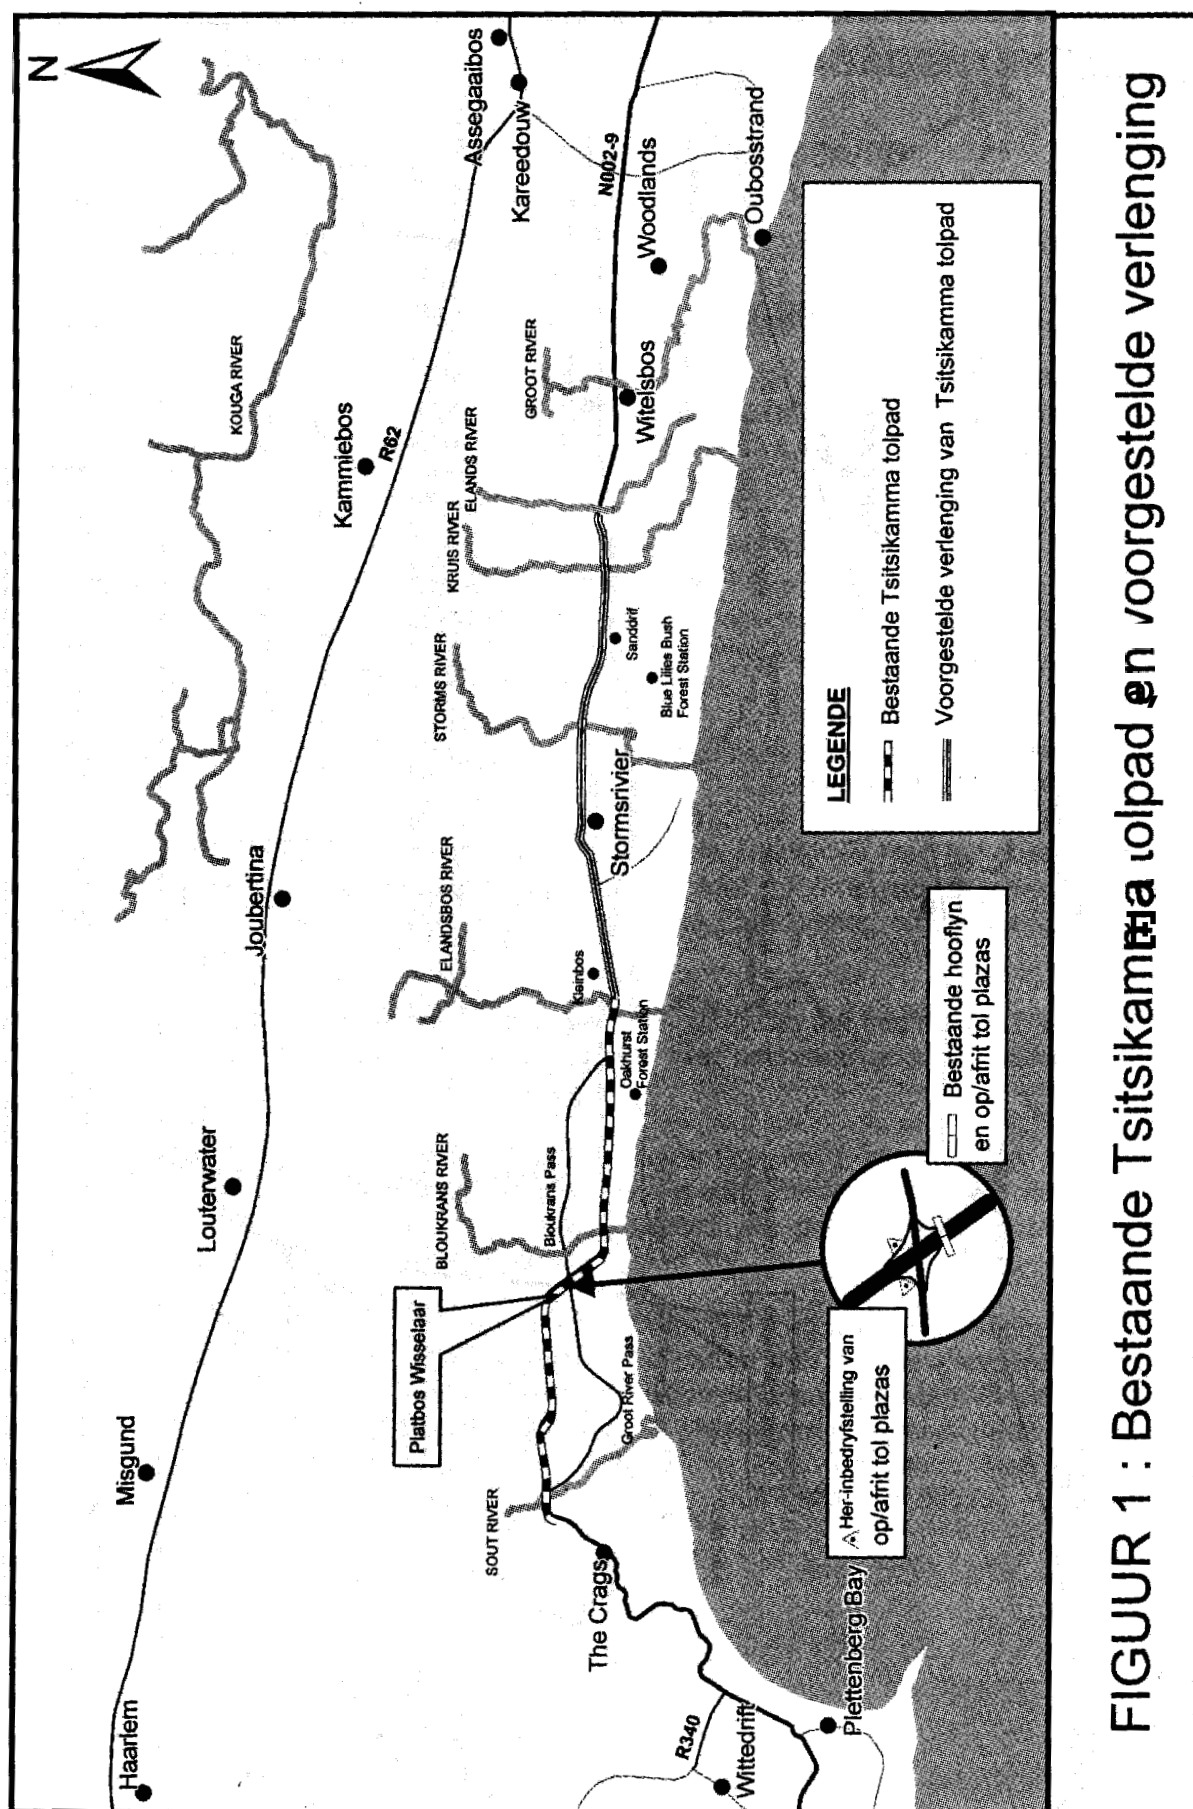 N
Haarlem
Misgund
Louterwater
Joubertina
Kammiebos
R62
KOUGA RIVER
Assegaaibos
Kareedouw
N002-9
Woodlands
Oubosstrand
GROOT RIVER
Witelsbos
ELANDS RIVER
KRUIS RIVER
STORMS RIVER
Sanddrif
Blue Lilies Bush
Forest Station
Stormsrivier
ELANDSBOS RIVER
Kleinbos
Oakhurst
Forest Station
BLOUKRANS RIVER
Bloukrans Pass
Platbos Wisselaar
Groot River Pass
SOUT RIVER
The Crags
R340
Wittedrift
Plettenberg Bay
Her-inbedryfstelling van
op/afrit tol plazas
Bestaande hooflyn
en op/afrit tol plazas
LEGENDE
Bestaande Tsitsikamma tolpad
Voorgestelde verlenging van Tsitsikamma tolpad
FIGUUR 1 : Bestaande Tsitsikamma tolpad en voorgestelde verlenging